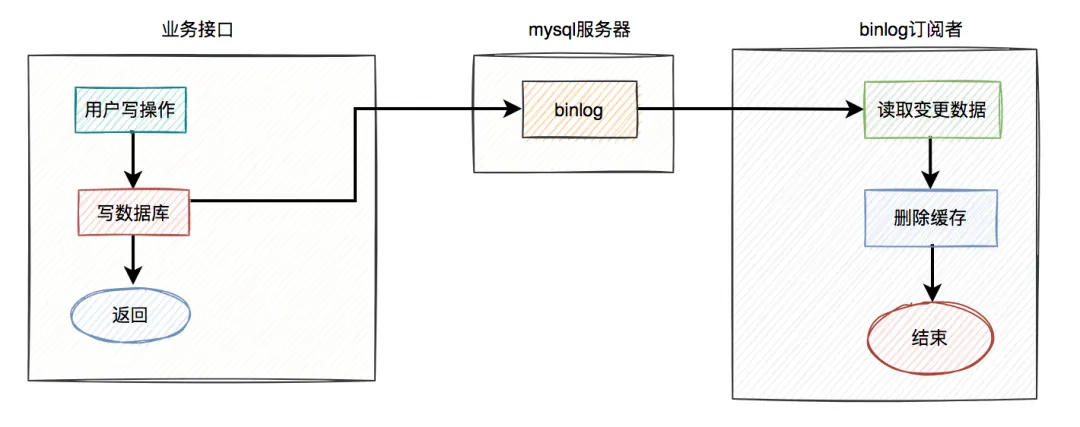 业务接口
用户写操作
写数据库
返回
mysql服务器
binlog
binlog订阅者
读取变更数据
删除缓存
结束